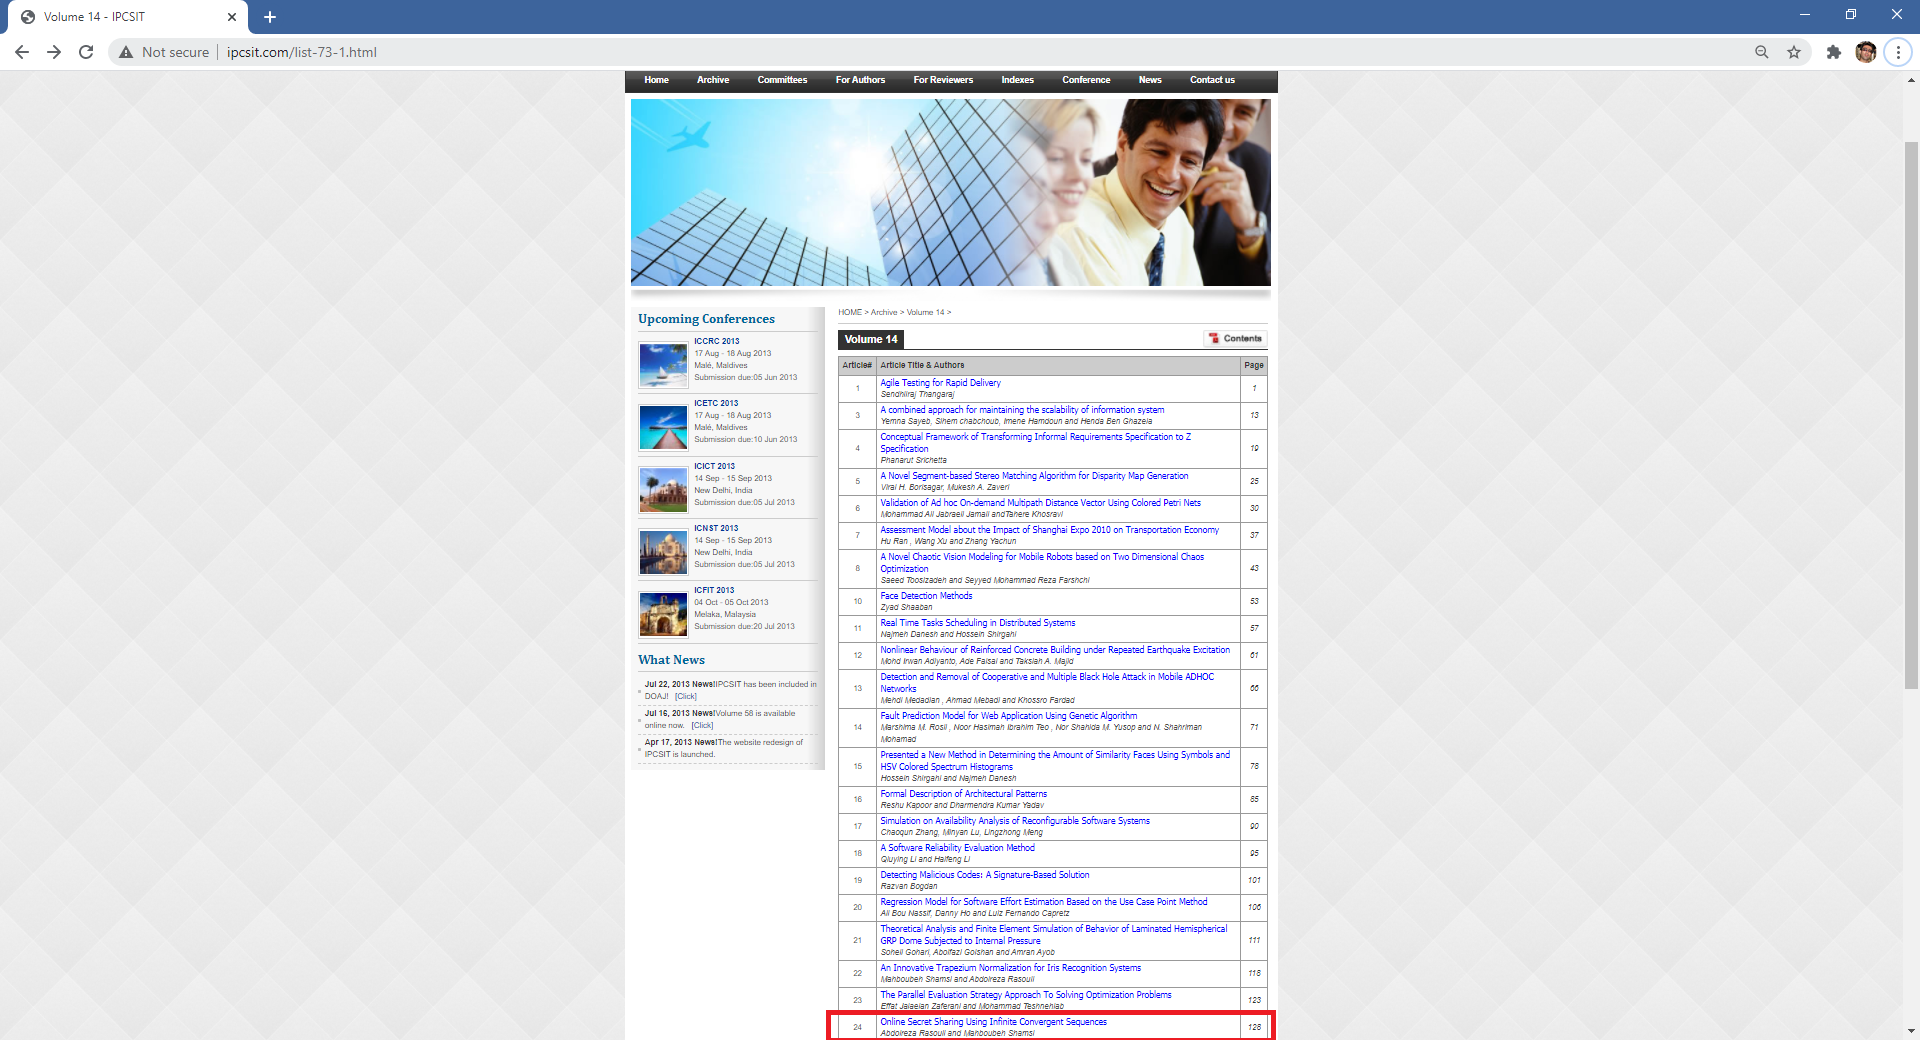 Volume 14 - IPCSIT
Not secure
ipcsit.com/list-73-1.html
Home Archive Committees For Authors For Reviewers Indexes Conference News Contact us
Upcoming Conferences
ICCRC 2013
17 Aug - 18 Aug 2013
Malé, Maldives
Submission due:05 Jun 2013
ICETC 2013
17 Aug - 18 Aug 2013
Malé, Maldives
Submission due:10 Jun 2013
ICICT 2013
14 Sep - 15 Sep 2013
New Delhi, India
Submission due:05 Jul 2013
ICNST 2013
14 Sep - 15 Sep 2013
New Delhi, India
Submission due:05 Jul 2013
ICFIT 2013
04 Oct - 05 Oct 2013
Melaka, Malaysia
Submission due:20 Jul 2013
What News
Jul 22, 2013 News!IPCSIT has been included in
DOAJ! [Click]
Jul 16, 2013 News!Volume 58 is available
online now. [Click]
Apr 17, 2013 News!The website redesign of
IPCSIT is launched.
HOME > Archive > Volume 14 >
Volume 14
Contents
Article# Article Title & Authors Page
1 Agile Testing for Rapid Delivery 1
Sendhilraj Thangaraj
3 A combined approach for maintaining the scalability of information system 13
Yemna Sayeb, Sihem chabchoub, Imene Hamdoun and Henda Ben Ghazela
4 Conceptual Framework of Transforming Informal Requirements Specification to Z 19
Specification
Phanarut Srichetta
5 A Novel Segment-based Stereo Matching Algorithm for Disparity Map Generation 25
Viral H. Borisagar, Mukesh A. Zaveri
6 Validation of Ad hoc On-demand Multipath Distance Vector Using Colored Petri Nets 30
Mohammad Ali Jabraeil Jamali andTahere Khosravi
7 Assessment Model about the Impact of Shanghai Expo 2010 on Transportation Economy 37
Hu Ran , Wang Xu and Zhang Yachun
8 A Novel Chaotic Vision Modeling for Mobile Robots based on Two Dimensional Chaos 43
Optimization
Saeed Toosizadeh and Seyyed Mohammad Reza Farshchi
10 Face Detection Methods 53
Zyad Shaaban
11 Real Time Tasks Scheduling in Distributed Systems 57
Najmeh Danesh and Hossein Shirgahi
12 Nonlinear Behaviour of Reinforced Concrete Building under Repeated Earthquake Excitation 61
Mohd Irwan Adiyanto, Ade Faisal and Taksiah A. Majid
13 Detection and Removal of Cooperative and Multiple Black Hole Attack in Mobile ADHOC 66
Networks
Mehdi Medadian , Ahmad Mebadi and Khossro Fardad
14 Fault Prediction Model for Web Application Using Genetic Algorithm 71
Marshima M. Rosli , Noor Hasimah Ibrahim Teo , Nor Shahida M. Yusop and N. Shahriman
Mohamad
15 Presented a New Method in Determining the Amount of Similarity Faces Using Symbols and 78
HSV Colored Spectrum Histograms
Hossein Shirgahi and Najmeh Danesh
16 Formal Description of Architectural Patterns 85
Reshu Kapoor and Dharmendra Kumar Yadav
17 Simulation on Availability Analysis of Reconfigurable Software Systems 90
Chaoqun Zhang, Minyan Lu, Lingzhong Meng
18 A Software Reliability Evaluation Method 95
Qiuying Li and Haifeng Li
19 Detecting Malicious Codes: A Signature-Based Solution 101
Razvan Bogdan
20 Regression Model for Software Effort Estimation Based on the Use Case Point Method 106
Ali Bou Nassif, Danny Ho and Luiz Fernando Capretz
21 Theoretical Analysis and Finite Element Simulation of Behavior of Laminated Hemispherical 111
GRP Dome Subjected to Internal Pressure
Soheil Gohari, Abolfazl Golshan and Amran Ayob
22 An Innovative Trapezium Normalization for Iris Recognition Systems 118
Mahboubeh Shamsi and Abdolreza Rasouli
23 The Parallel Evaluation Strategy Approach To Solving Optimization Problems 123
Effat Jalaeian Zaferani and Mohammad Teshnehlab
24 Online Secret Sharing Using Infinite Convergent Sequences 128
Abdolreza Rasouli and Mahboubeh Shamsi